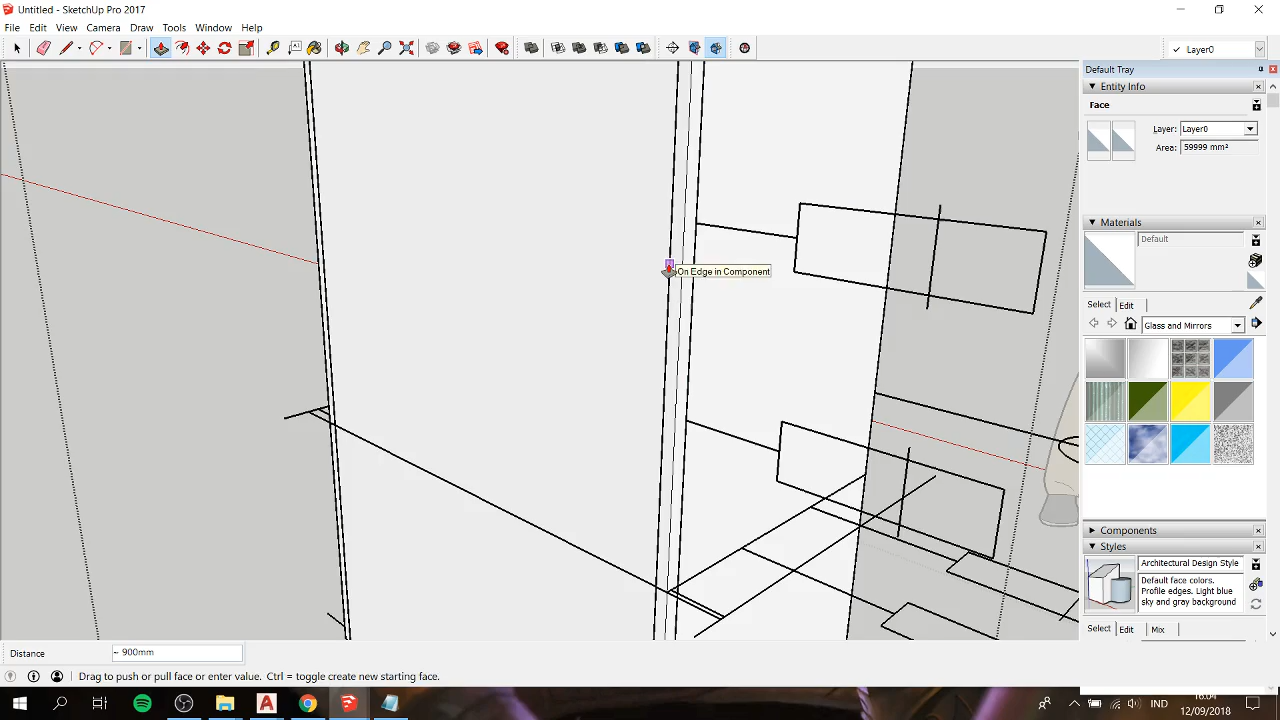 Untitled - SketchUp Pro 2017
File Edit View Camera Draw Tools Window Help
Layer0
Default Tray
Entity Info
Face
Layer: Layer0
Area: 59999 mm²
Materials
Default
Select Edit
Glass and Mirrors
On Edge in Component
Components
Styles
Architectural Design Style
Default face colors.
Profile edges. Light blue
sky and gray background
Select Edit Mix
Distance ~ 900mm
Drag to push or pull face or enter value. Ctrl = toggle create new starting face.
IND
16.04
12/09/2018